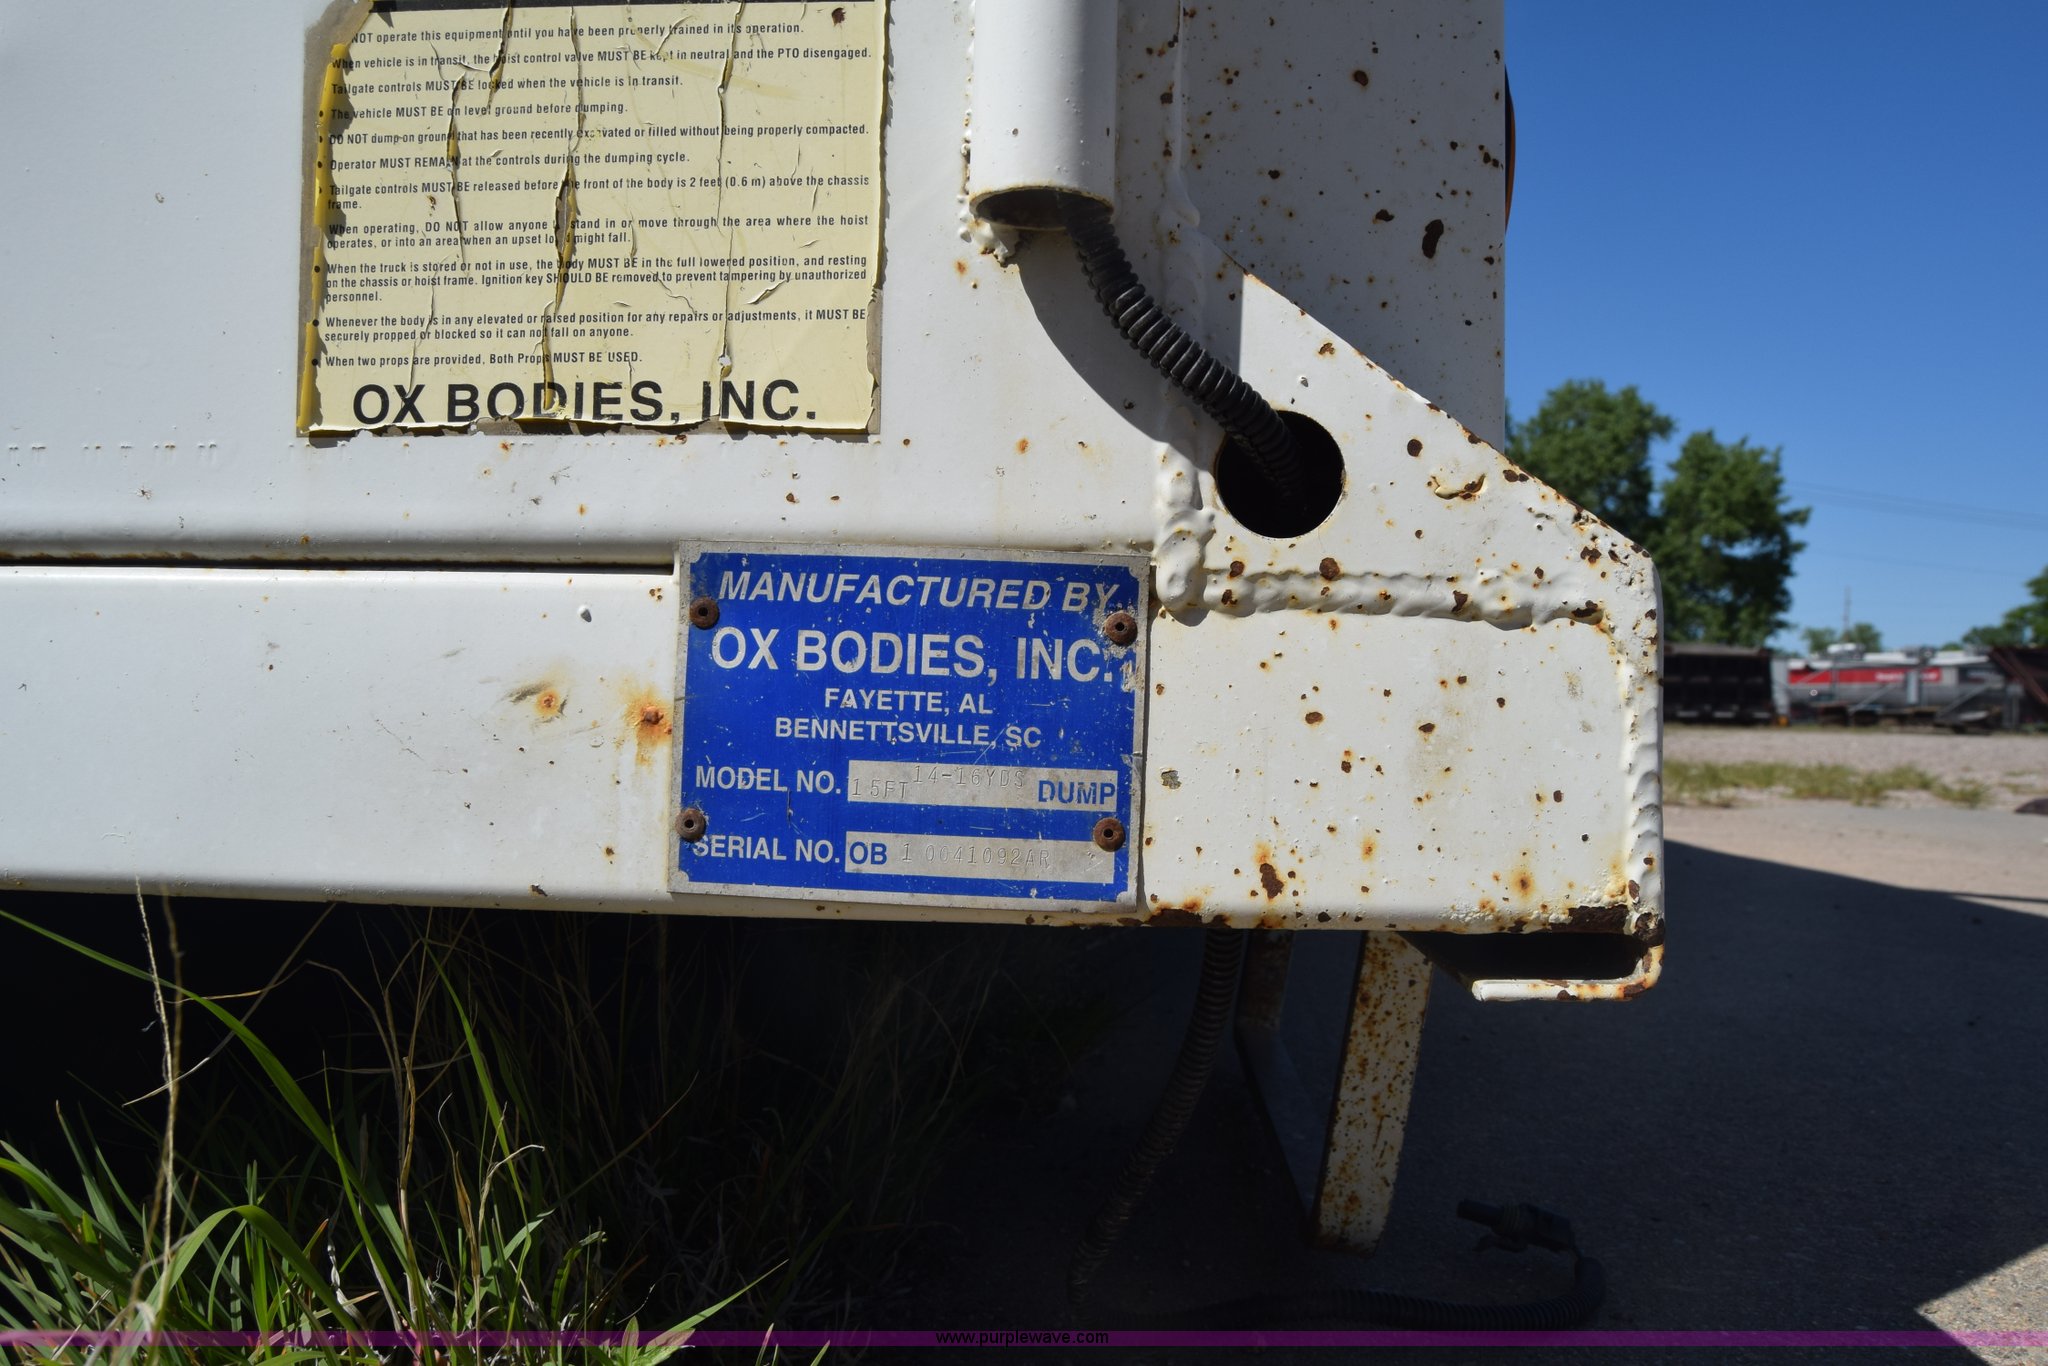 NOT operate this equipment until you have been properly trained in its operation.
When vehicle is in transit, the hoist control valve MUST BE kept in neutral and the PTO disengaged.
Tailgate controls MUST BE locked when the vehicle is in transit.
• The vehicle MUST BE on level ground before dumping.
• DO NOT dump on ground that has been recently excavated or filled without being properly compacted.
• Operator MUST REMAIN at the controls during the dumping cycle.
• Tailgate controls MUST BE released before the front of the body is 2 feet (0.6 m) above the chassis
frame.
When operating, DO NOT allow anyone stand in or move through the area where the hoist
operates, or into an area when an upset load might fall.
• When the truck is stored or not in use, the body MUST BE in the full lowered position, and resting
on the chassis or hoist frame. Ignition key SHOULD BE removed to prevent tampering by unauthorized
personnel.
• Whenever the body is in any elevated or raised position for any repairs or adjustments, it MUST BE
securely propped or blocked so it can not fall on anyone.
• When two props are provided, Both Props MUST BE USED.
OX BODIES, INC.
MANUFACTURED BY
OX BODIES, INC.
FAYETTE, AL
BENNETTSVILLE, SC
MODEL NO. 15FT 14-16YDS DUMP
SERIAL NO. OB 10041092AR
www.purplewave.com